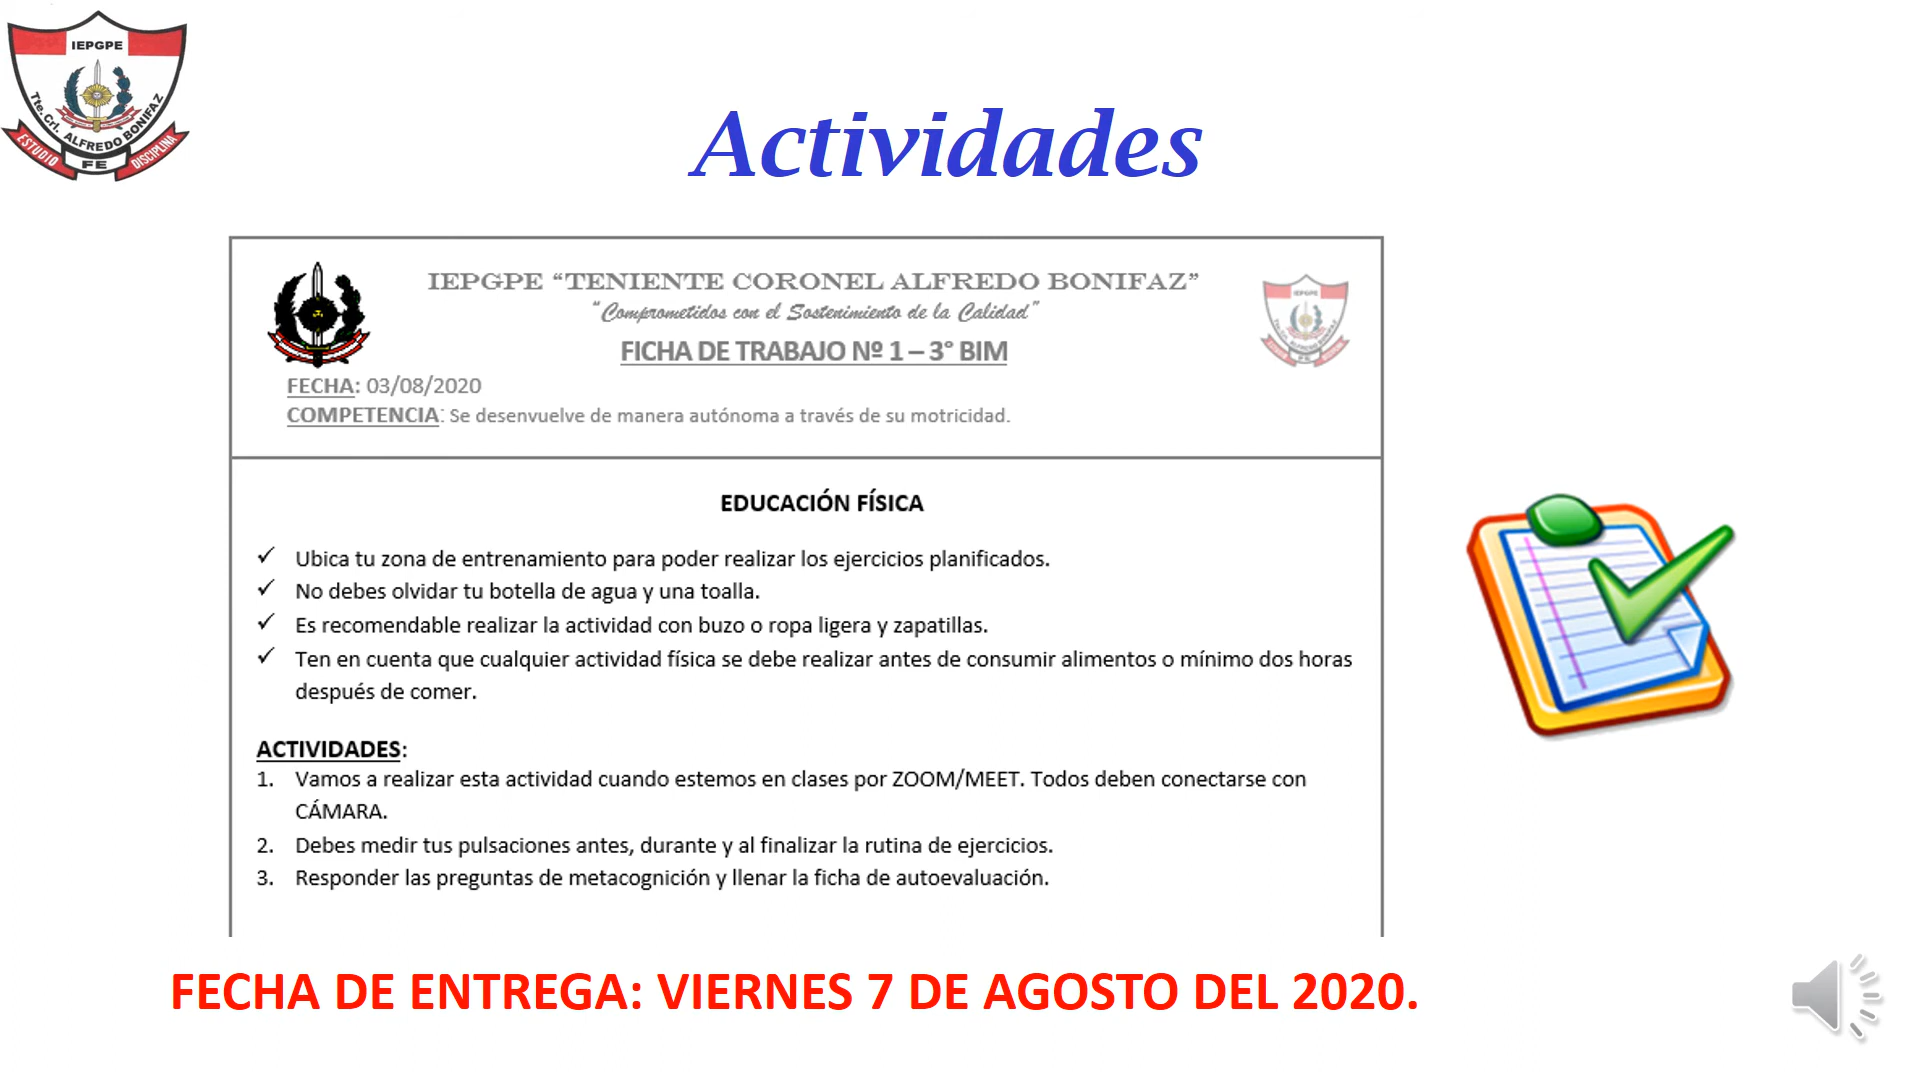 IEPGPE
Tte. Crl. ALFREDO BONIFAZ
ESTUDIO FE DISCIPLINA
Actividades
IEPGPE “TENIENTE CORONEL ALFREDO BONIFAZ”
“Comprometidos con el Sostenimiento de la Calidad”
FICHA DE TRABAJO Nº 1 – 3° BIM
FECHA: 03/08/2020
COMPETENCIA: Se desenvuelve de manera autónoma a través de su motricidad.
IEPGPE
EDUCACIÓN FÍSICA
✓ Ubica tu zona de entrenamiento para poder realizar los ejercicios planificados.
✓ No debes olvidar tu botella de agua y una toalla.
✓ Es recomendable realizar la actividad con buzo o ropa ligera y zapatillas.
✓ Ten en cuenta que cualquier actividad física se debe realizar antes de consumir alimentos o mínimo dos horas
después de comer.
ACTIVIDADES:
1. Vamos a realizar esta actividad cuando estemos en clases por ZOOM/MEET. Todos deben conectarse con
CÁMARA.
2. Debes medir tus pulsaciones antes, durante y al finalizar la rutina de ejercicios.
3. Responder las preguntas de metacognición y llenar la ficha de autoevaluación.
FECHA DE ENTREGA: VIERNES 7 DE AGOSTO DEL 2020.